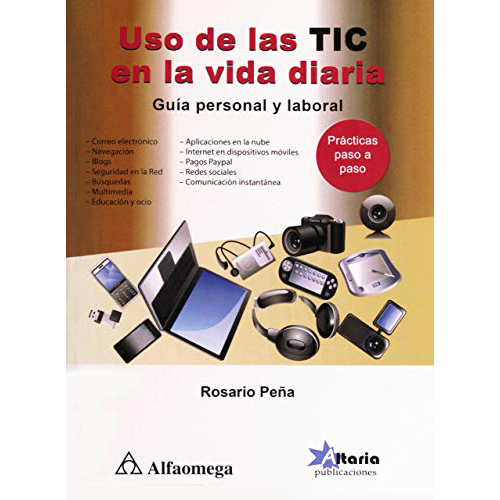 Uso de las TIC
en la vida diaria
Guía personal y laboral
– Correo electrónico
– Navegación
– Blogs
– Seguridad en la Red
– Búsquedas
– Multimedia
– Educación y ocio
– Aplicaciones en la nube
– Internet en dispositivos móviles
– Pagos Paypal
– Redes sociales
– Comunicación instantánea
Prácticas
paso a
paso
Rosario Peña
Alfaomega
Altaria
publicaciones